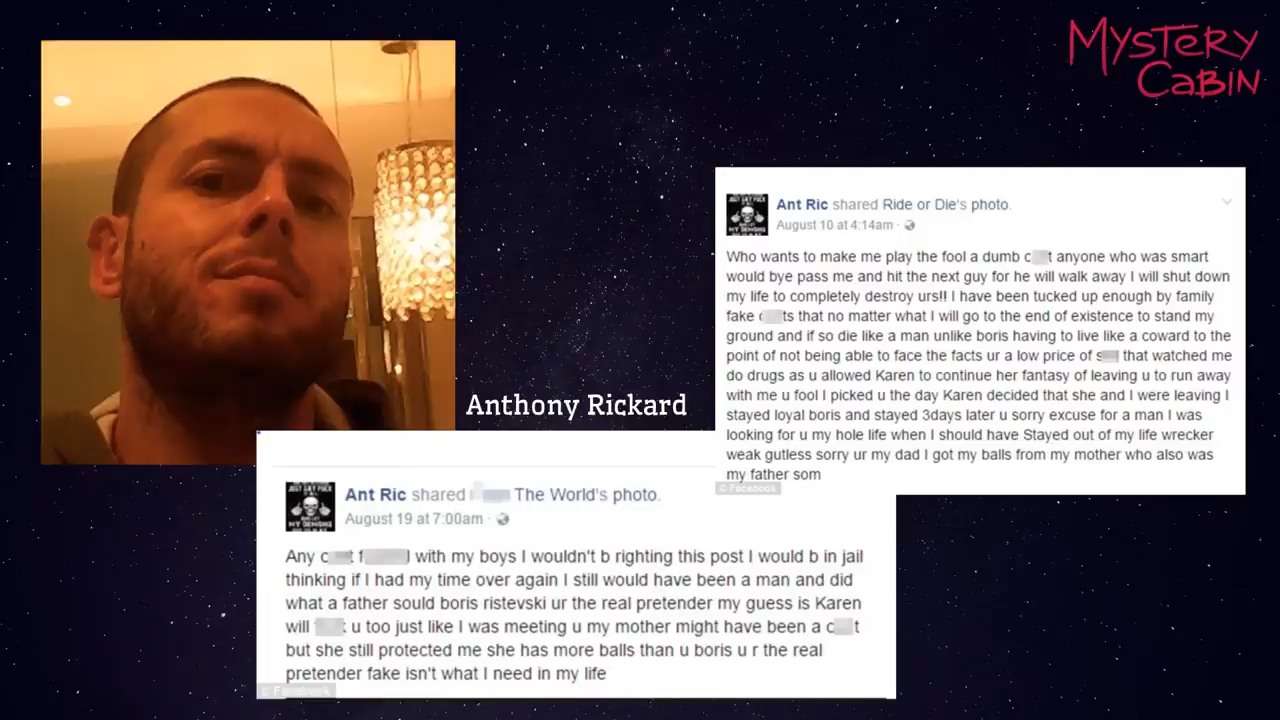 MYSTERY
CABIN
Anthony Rickard
Ant Ric shared Ride or Die's photo.
August 10 at 4:14am
Who wants to make me play the fool a dumb c t anyone who was smart
would bye pass me and hit the next guy for he will walk away I will shut down
my life to completely destroy urs!! I have been tucked up enough by family
fake c ts that no matter what I will go to the end of existence to stand my
ground and if so die like a man unlike boris having to live like a coward to the
point of not being able to face the facts ur a low price of s that watched me
do drugs as u allowed Karen to continue her fantasy of leaving u to run away
with me u fool I picked u the day Karen decided that she and I were leaving I
stayed loyal boris and stayed 3days later u sorry excuse for a man I was
looking for u my hole life when I should have Stayed out of my life wrecker
weak gutless sorry ur my dad I got my balls from my mother who also was
my father som
© Facebook
Ant Ric shared The World's photo.
August 19 at 7:00am
Any c t f with my boys I wouldn't b righting this post I would b in jail
thinking if I had my time over again I still would have been a man and did
what a father sould boris ristevski ur the real pretender my guess is Karen
will u too just like I was meeting u my mother might have been a c t
but she still protected me she has more balls than u boris u r the real
pretender fake isn't what I need in my life
© Facebook
JUST SAY FUCK
MY DEMONS
JUST SAY FUCK
MY DEMONS